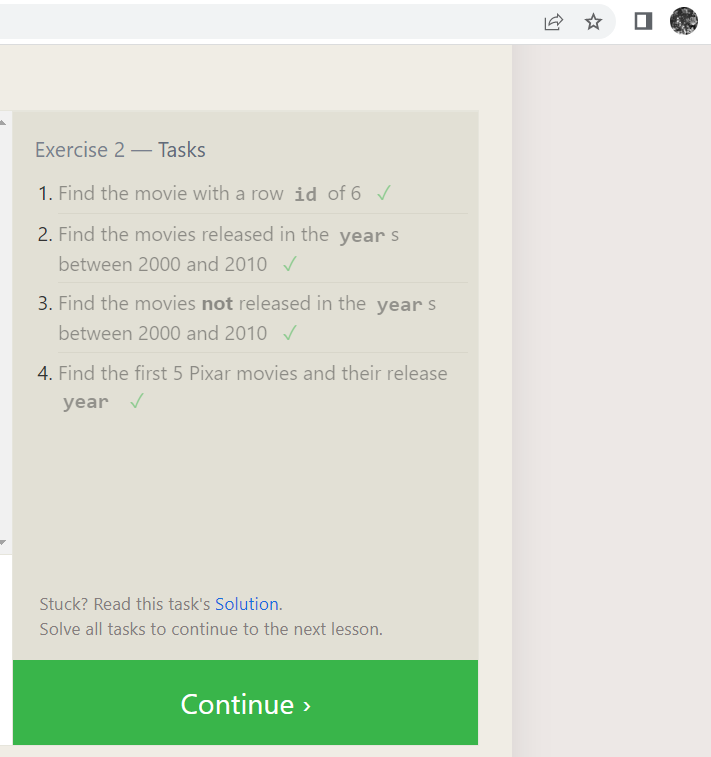 Exercise 2 — Tasks
1. Find the movie with a row id of 6 ✓
2. Find the movies released in the year s
between 2000 and 2010 ✓
3. Find the movies not released in the year s
between 2000 and 2010 ✓
4. Find the first 5 Pixar movies and their release
year ✓
Stuck? Read this task's Solution.
Solve all tasks to continue to the next lesson.
Continue ›